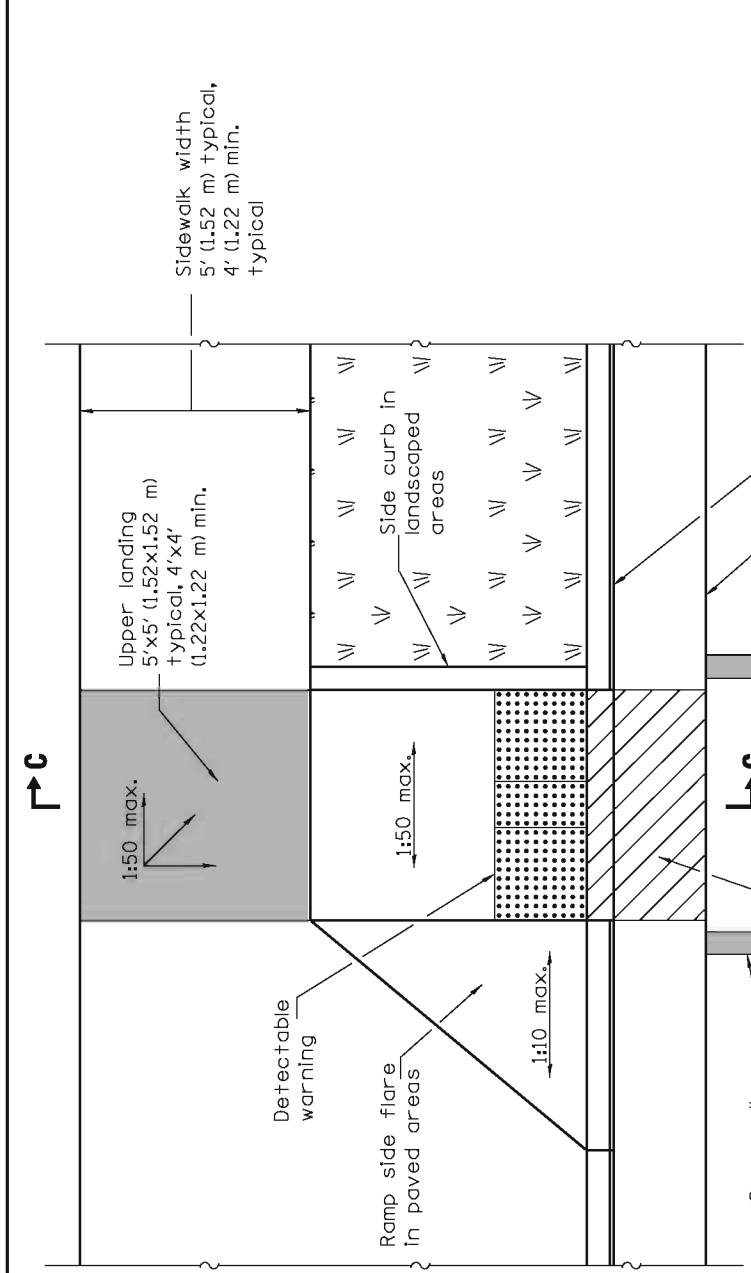 C
Sidewalk width
5' (1.52 m) typical,
4' (1.22 m) min.
typical
Upper landing
5'x5' (1.52x1.52 m)
typical, 4'x4'
(1.22x1.22 m) min.
1:50 max.
Side curb in
landscaped
areas
1:50 max.
Detectable
warning
Ramp side flare
in paved areas
1:10 max.